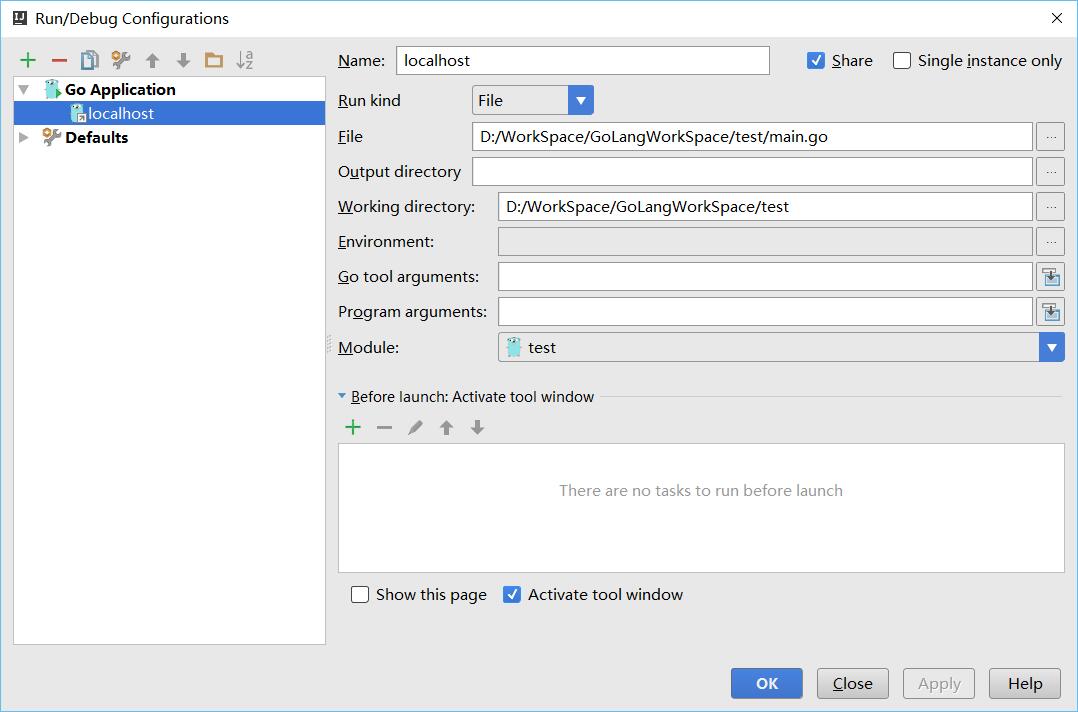 Run/Debug Configurations
Go Application
localhost
Defaults
Name: localhost Share Single instance only
Run kind File
File D:/WorkSpace/GoLangWorkSpace/test/main.go ...
Output directory ...
Working directory: D:/WorkSpace/GoLangWorkSpace/test ...
Environment: ...
Go tool arguments:
Program arguments:
Module: test
Before launch: Activate tool window
There are no tasks to run before launch
Show this page Activate tool window
OK Close Apply Help